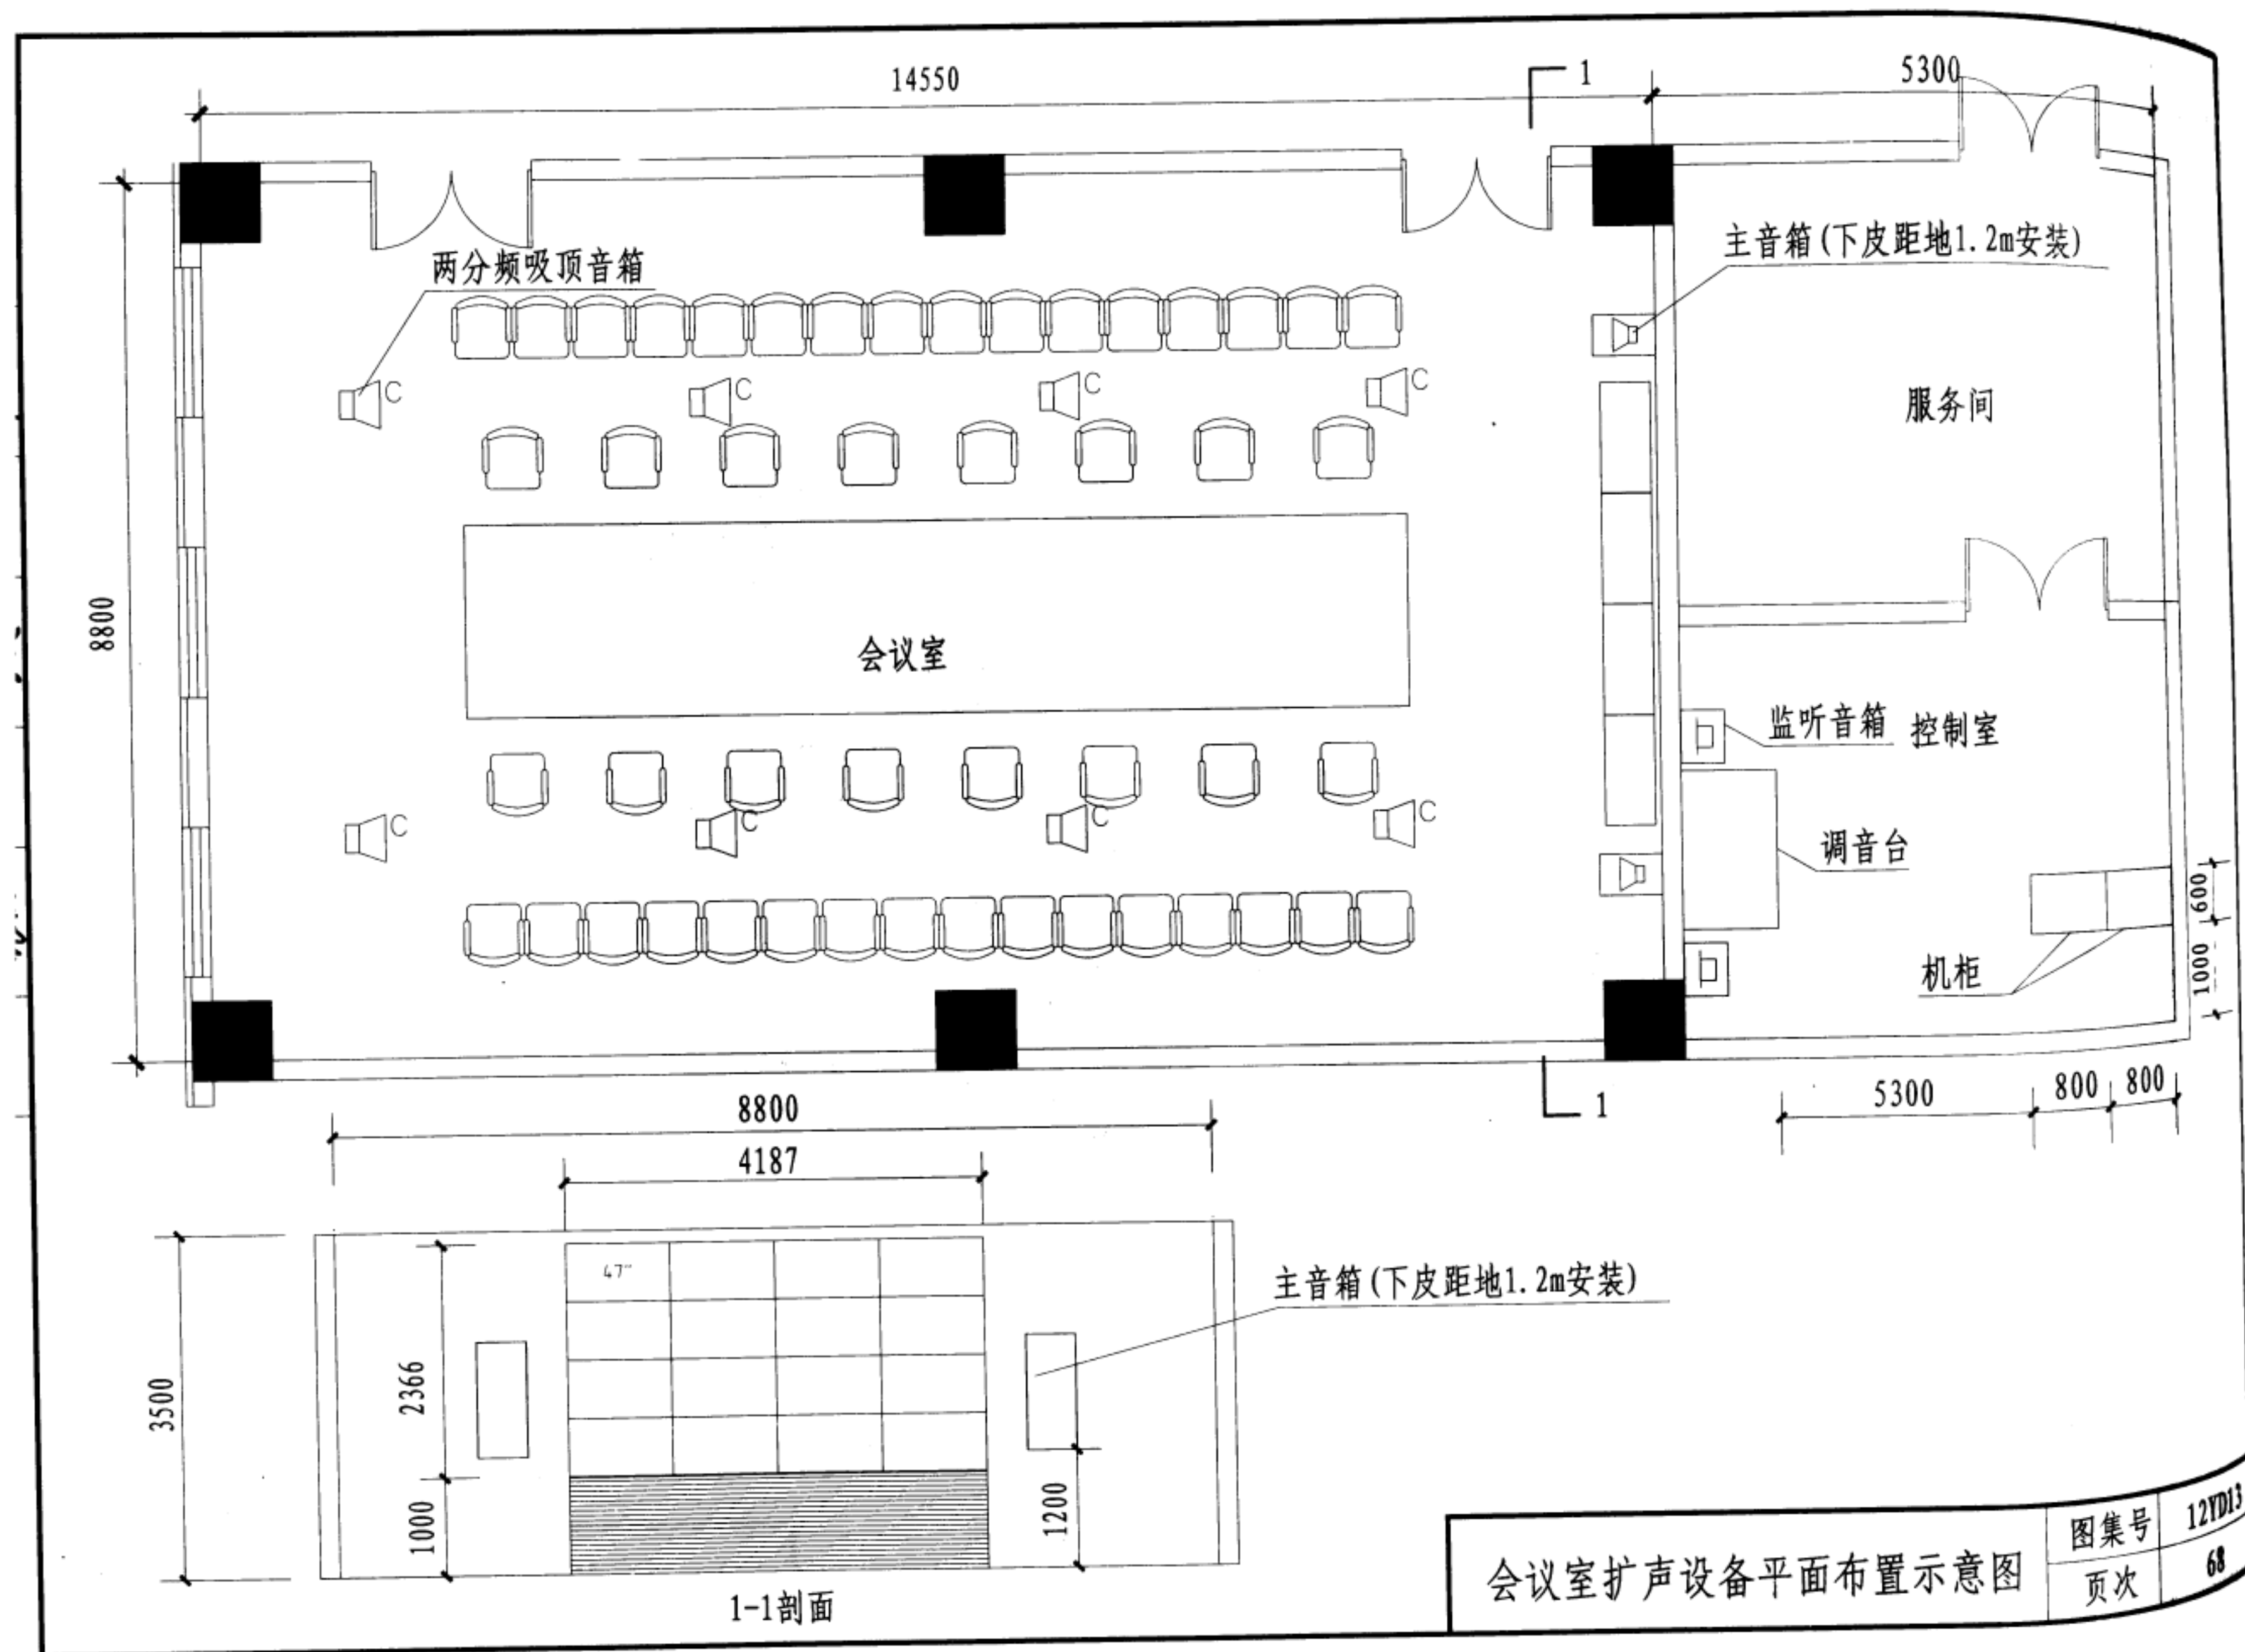 14550
1
5300
两分频吸顶音箱
主音箱(下皮距地1.2m安装)
C
C
C
C
服务间
8800
会议室
监听音箱
控制室
C
C
C
C
调音台
600
机柜
1000
5300
800
800
1
8800
4187
47"
主音箱(下皮距地1.2m安装)
3500
2366
1000
1200
1-1剖面
会议室扩声设备平面布置示意图
图集号
12YD13
页次
68